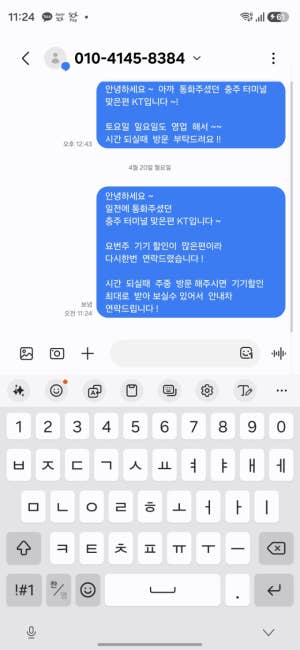 11:24
61
010-4145-8384
안녕하세요 ~ 아까 통화주셨던 충주 터미널
맞은편 KT입니다 ~!
토요일 일요일도 영업 해서 ~~
시간 되실때 방문 부탁드려요 !!
오후 12:43
4월 20일 월요일
안녕하세요 ~
일전에 통화주셨던
충주 터미널 맞은편 KT입니다 ~
요번주 기기 할인이 많은편이라
다시한번 연락드렸습니다 !
시간 되실때 주중 방문 해주시면 기기할인
최대로 받아 보실수 있어서 안내차
연락드립니다 !
보냄
오전 11:24
1 2 3 4 5 6 7 8 9 0
ㅂ ㅈ ㄷ ㄱ ㅅ ㅛ ㅕ ㅑ ㅐ ㅔ
ㅁ ㄴ ㅇ ㄹ ㅎ ㅗ ㅓ ㅏ ㅣ
ㅋ ㅌ ㅊ ㅍ ㅠ ㅜ ㅡ
!#1 한/영 .